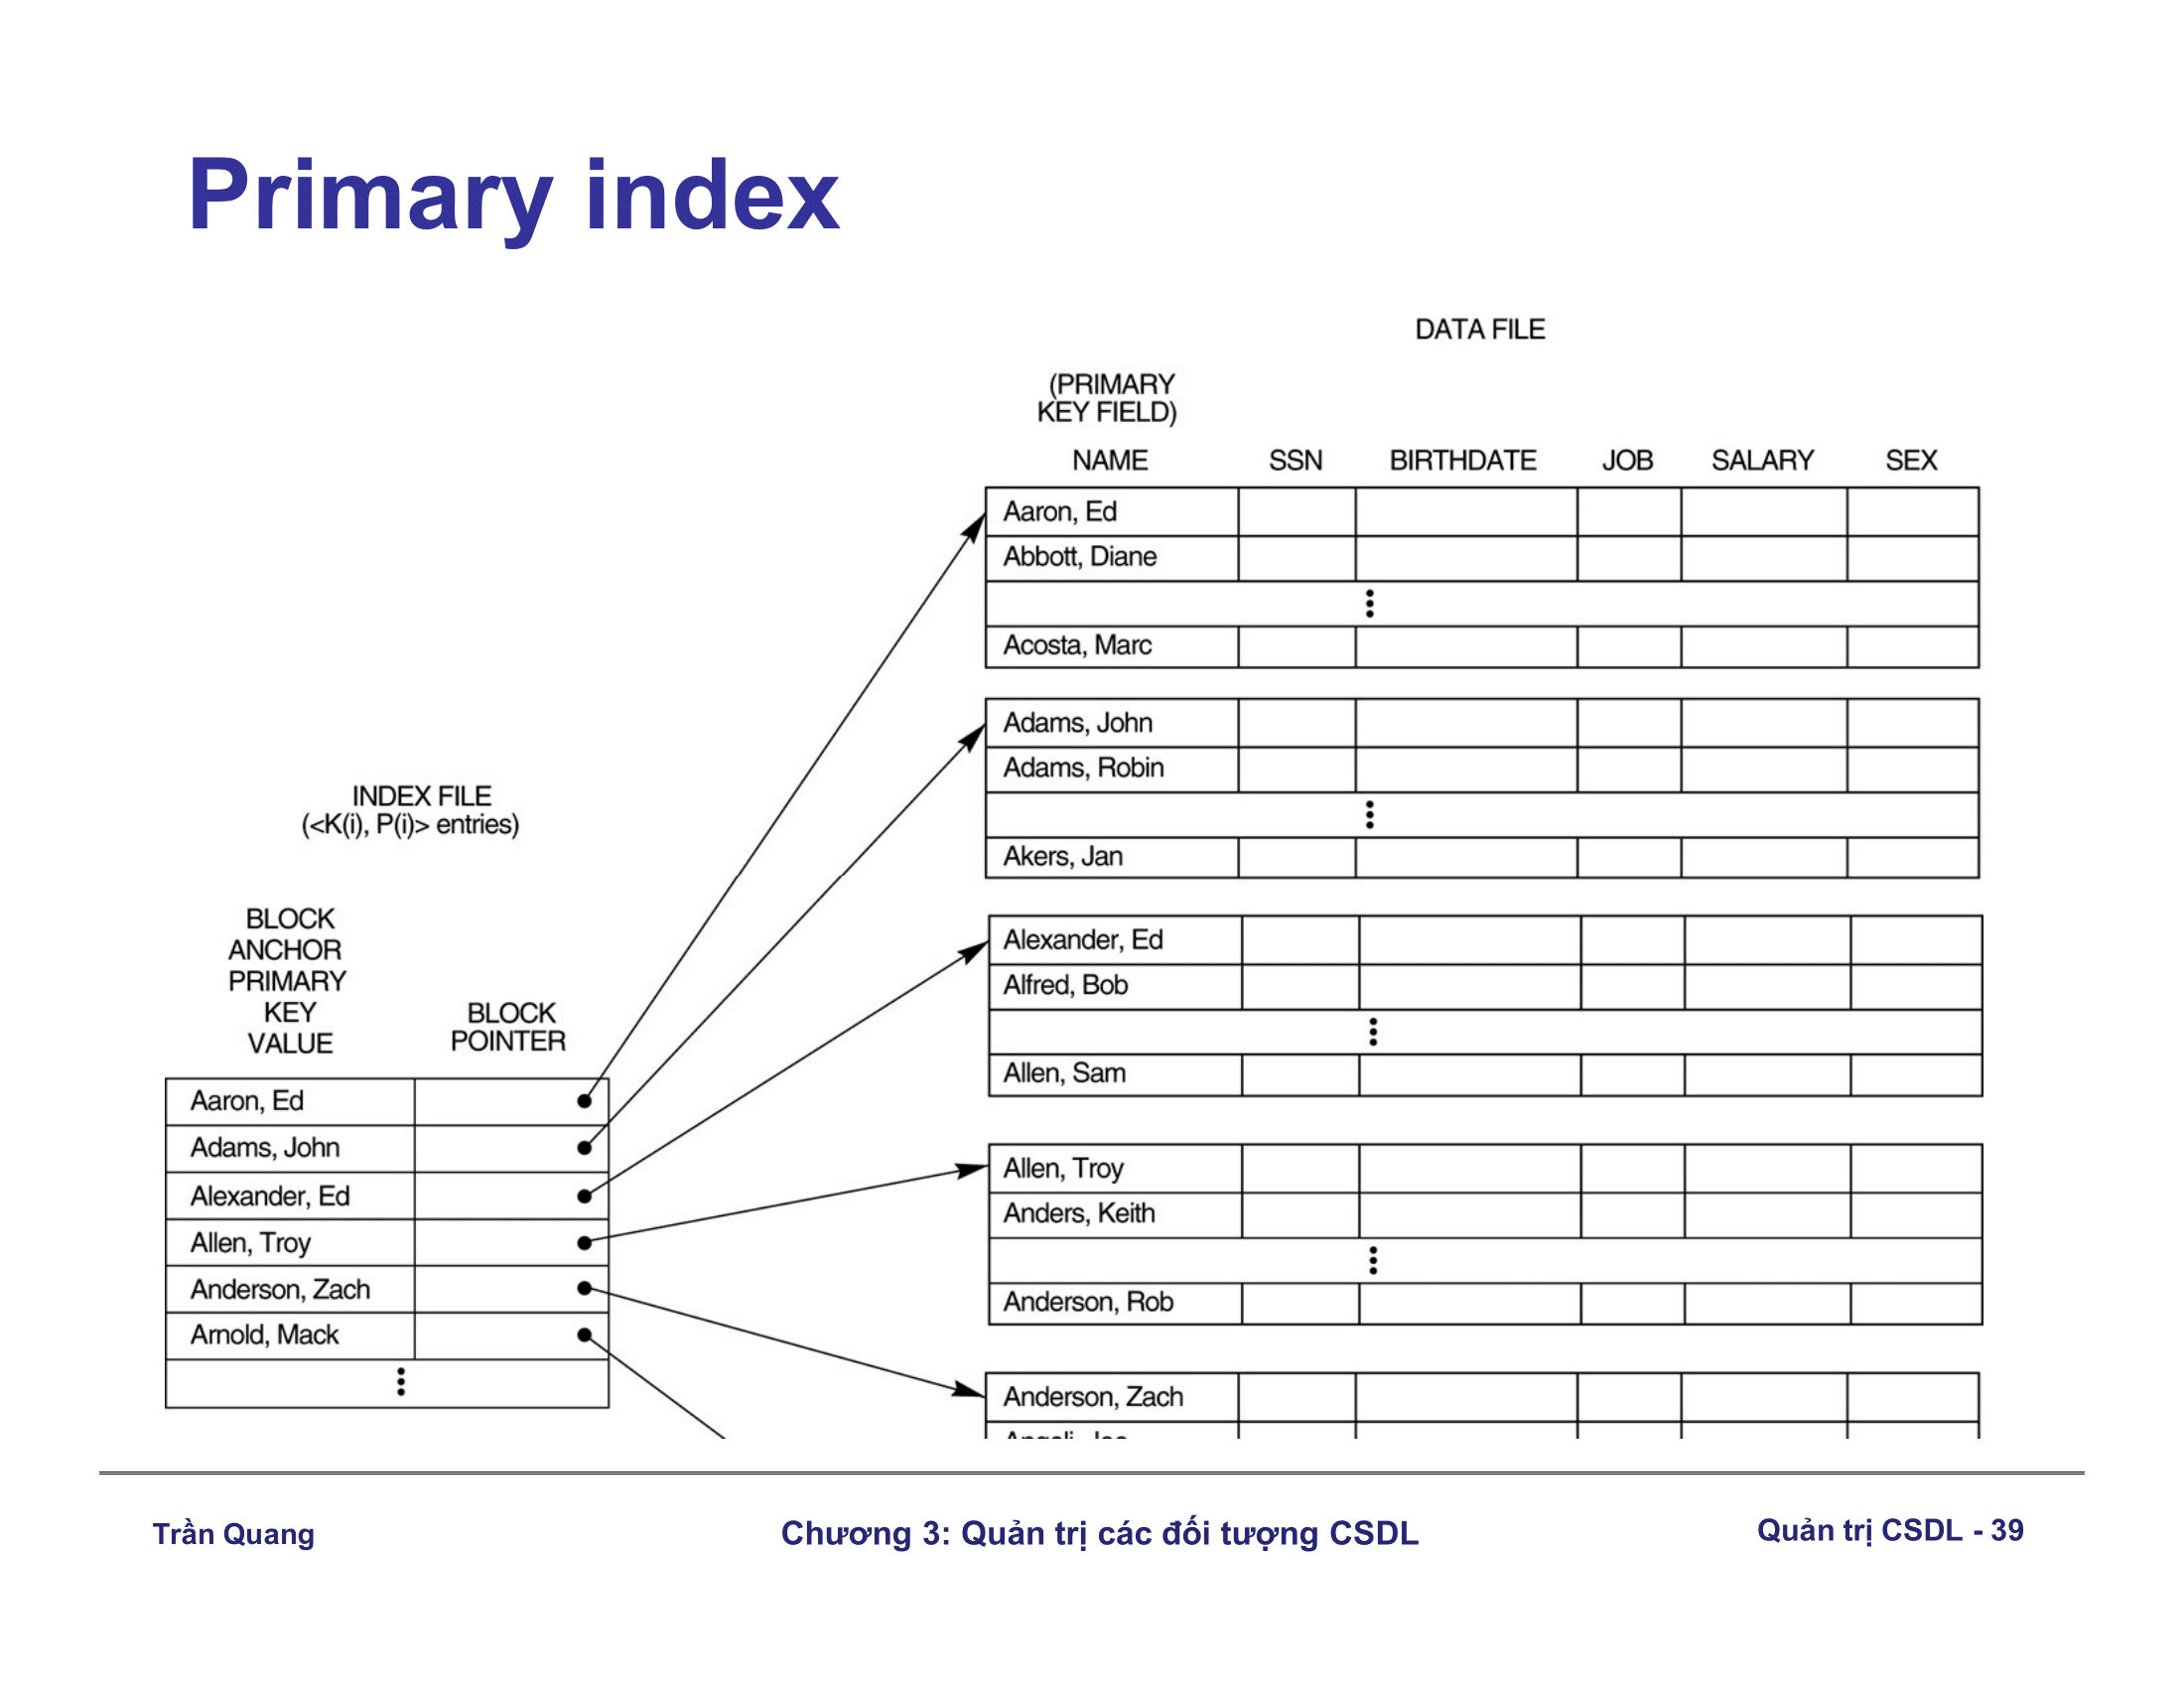 Primary index
DATA FILE
(PRIMARY
KEY FIELD)
NAME SSN BIRTHDATE JOB SALARY SEX
Aaron, Ed
Abbott, Diane
Acosta, Marc
Adams, John
Adams, Robin
Akers, Jan
Alexander, Ed
Alfred, Bob
Allen, Sam
Allen, Troy
Anders, Keith
Anderson, Rob
Anderson, Zach
INDEX FILE
(<K(i), P(i)> entries)
BLOCK
ANCHOR
PRIMARY
KEY
VALUE
BLOCK
POINTER
Aaron, Ed
Adams, John
Alexander, Ed
Allen, Troy
Anderson, Zach
Arnold, Mack
Trần Quang
Chương 3: Quản trị các đối tượng CSDL
Quản trị CSDL - 39